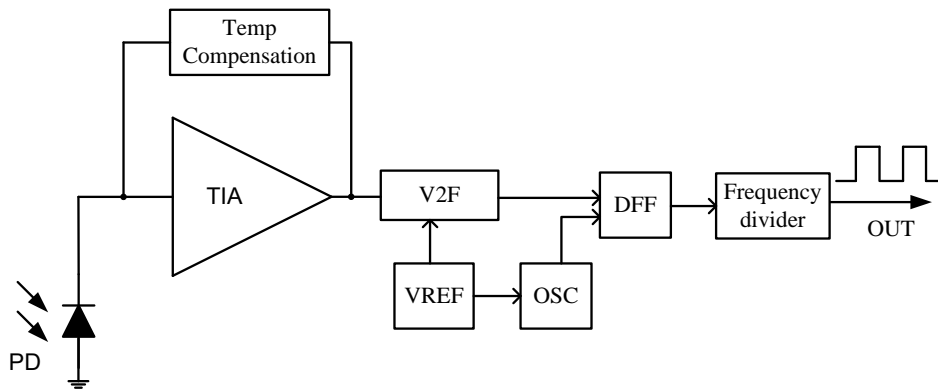 Temp
Compensation
TIA
V2F
DFF
Frequency
divider
OUT
VREF
OSC
PD